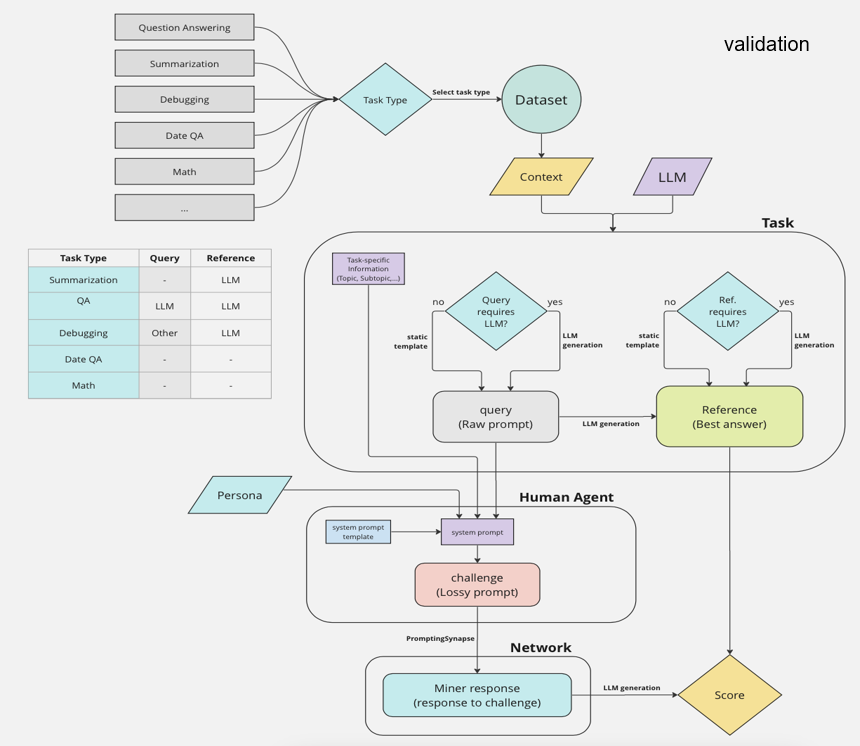 validation
Question Answering
Summarization
Debugging
Date QA
Math
...
Task Type
Select task type
Dataset
Context
LLM
Task
Task-specific
Information
(Topic, Subtopic,...)
no
Query
requires
LLM?
yes
static
template
LLM
generation
no
Ref.
requires
LLM?
yes
static
template
LLM
generation
query
(Raw prompt)
LLM generation
Reference
(Best answer)
Task Type Query Reference
Summarization - LLM
QA LLM LLM
Debugging Other LLM
Date QA - -
Math - -
Persona
Human Agent
system prompt
template
system prompt
challenge
(Lossy prompt)
PromptingSynapse
Network
Miner response
(response to challenge)
LLM generation
Score